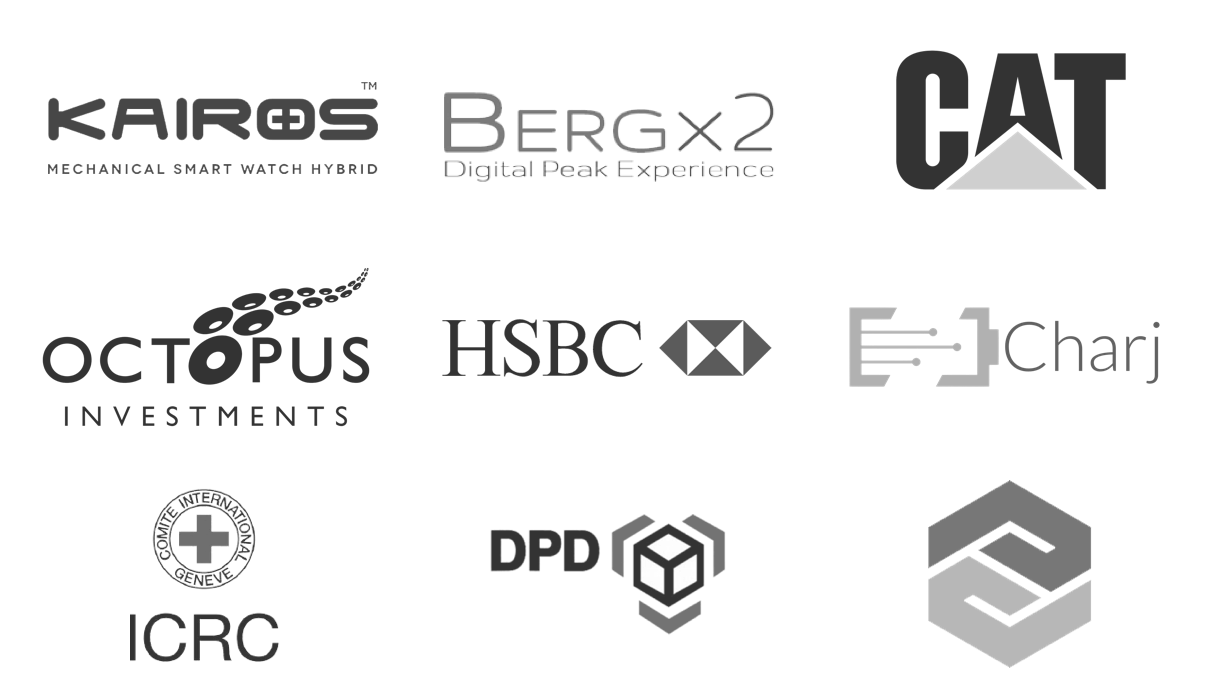 KAIROS™
MECHANICAL SMART WATCH HYBRID
BERGX2
Digital Peak Experience
CAT
OCTOPUS
INVESTMENTS
HSBC
Charj
COMITE INTERNATIONAL
GENEVE
ICRC
DPD